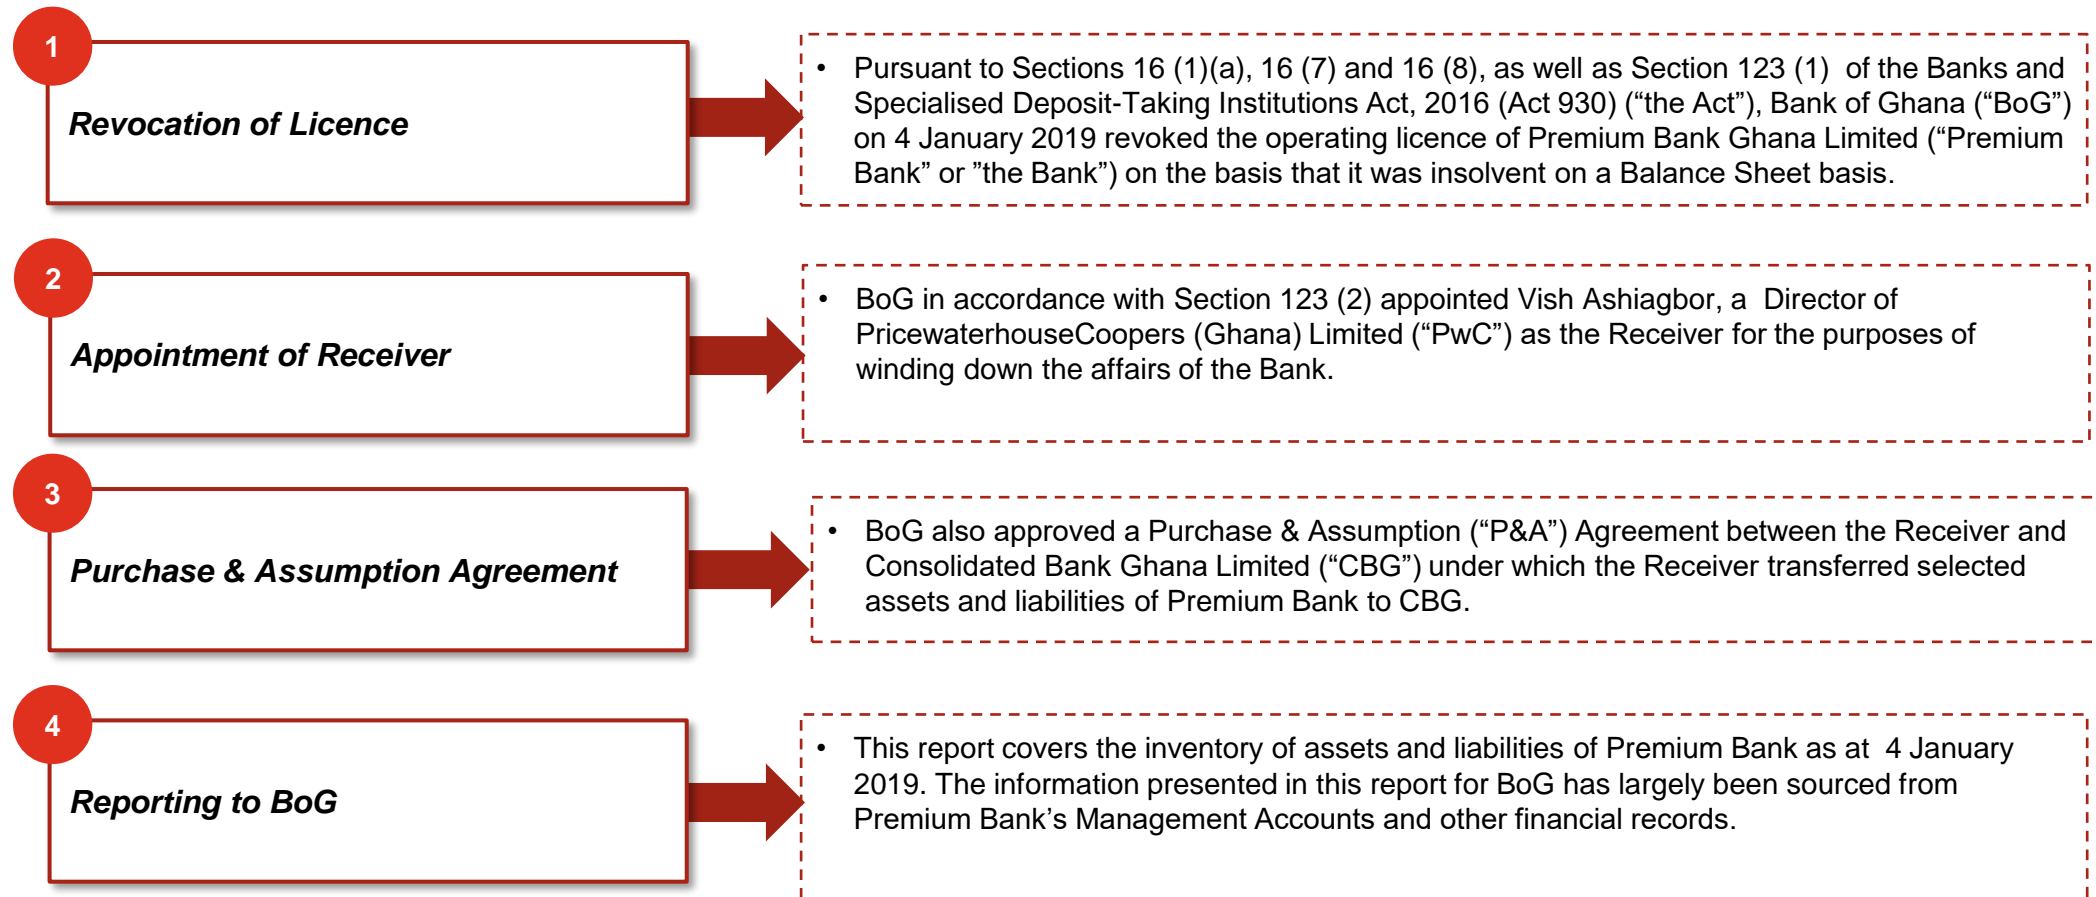 1
Revocation of Licence
• Pursuant to Sections 16 (1)(a), 16 (7) and 16 (8), as well as Section 123 (1) of the Banks and
Specialised Deposit-Taking Institutions Act, 2016 (Act 930) (“the Act”), Bank of Ghana (“BoG”)
on 4 January 2019 revoked the operating licence of Premium Bank Ghana Limited (“Premium
Bank” or ”the Bank”) on the basis that it was insolvent on a Balance Sheet basis.
2
Appointment of Receiver
• BoG in accordance with Section 123 (2) appointed Vish Ashiagbor, a Director of
PricewaterhouseCoopers (Ghana) Limited (“PwC”) as the Receiver for the purposes of
winding down the affairs of the Bank.
3
Purchase & Assumption Agreement
• BoG also approved a Purchase & Assumption (“P&A”) Agreement between the Receiver and
Consolidated Bank Ghana Limited (“CBG”) under which the Receiver transferred selected
assets and liabilities of Premium Bank to CBG.
4
Reporting to BoG
• This report covers the inventory of assets and liabilities of Premium Bank as at 4 January
2019. The information presented in this report for BoG has largely been sourced from
Premium Bank’s Management Accounts and other financial records.